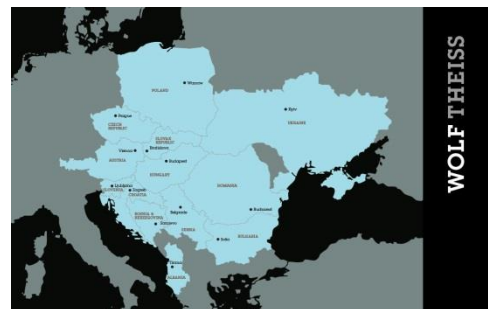 WOLF THEISS
POLAND
Warsaw
Prague
CZECH
REPUBLIC
Kyiv
UKRAINE
SLOVAK
REPUBLIC
Vienna
Bratislava
AUSTRIA
Budapest
HUNGARY
Ljubljana
SLOVENIA
Zagreb
CROATIA
ROMANIA
BOSNIA &
HERZEGOVINA
Belgrade
Bucharest
Sarajevo
SERBIA
Sofia
BULGARIA
Tirana
ALBANIA